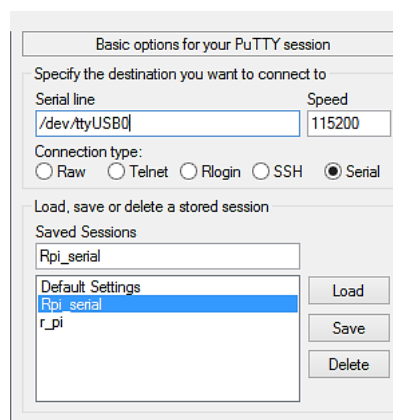 Basic options for your PuTTY session
Specify the destination you want to connect to
Serial line Speed
/dev/ttyUSB0 115200
Connection type:
Raw Telnet Rlogin SSH Serial
Load, save or delete a stored session
Saved Sessions
Rpi_serial
Default Settings Load
Rpi_serial
r_pi Save
Delete